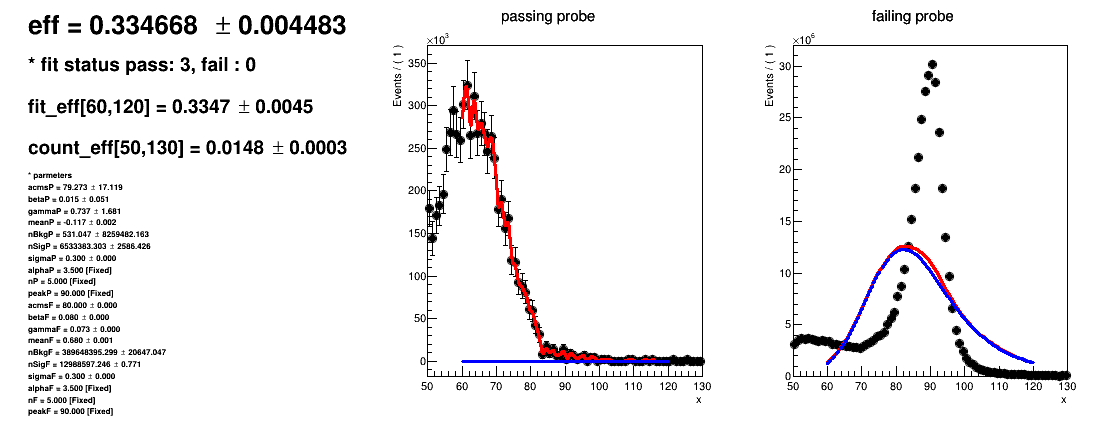 eff = 0.334668 ± 0.004483
* fit status pass: 3, fail : 0
fit_eff[60,120] = 0.3347 ± 0.0045
count_eff[50,130] = 0.0148 ± 0.0003
* parmeters
acmsP = 79.273 ± 17.119
betaP = 0.015 ± 0.051
gammaP = 0.737 ± 1.681
meanP = -0.117 ± 0.002
nBkgP = 531.047 ± 8259482.163
nSigP = 6533383.303 ± 2586.426
sigmaP = 0.300 ± 0.000
alphaP = 3.500 [Fixed]
nP = 5.000 [Fixed]
peakP = 90.000 [Fixed]
acmsF = 80.000 ± 0.000
betaF = 0.080 ± 0.000
gammaF = 0.073 ± 0.000
meanF = 0.680 ± 0.001
nBkgF = 389648395.299 ± 20647.047
nSigF = 12988597.246 ± 0.771
sigmaF = 0.300 ± 0.000
alphaF = 3.500 [Fixed]
nF = 5.000 [Fixed]
peakF = 90.000 [Fixed]
passing probe
×10³
Events / ( 1 )
350
300
250
200
150
100
50
0
50 60 70 80 90 100 110 120 130
x
failing probe
×10⁶
Events / ( 1 )
30
25
20
15
10
5
0
50 60 70 80 90 100 110 120 130
x